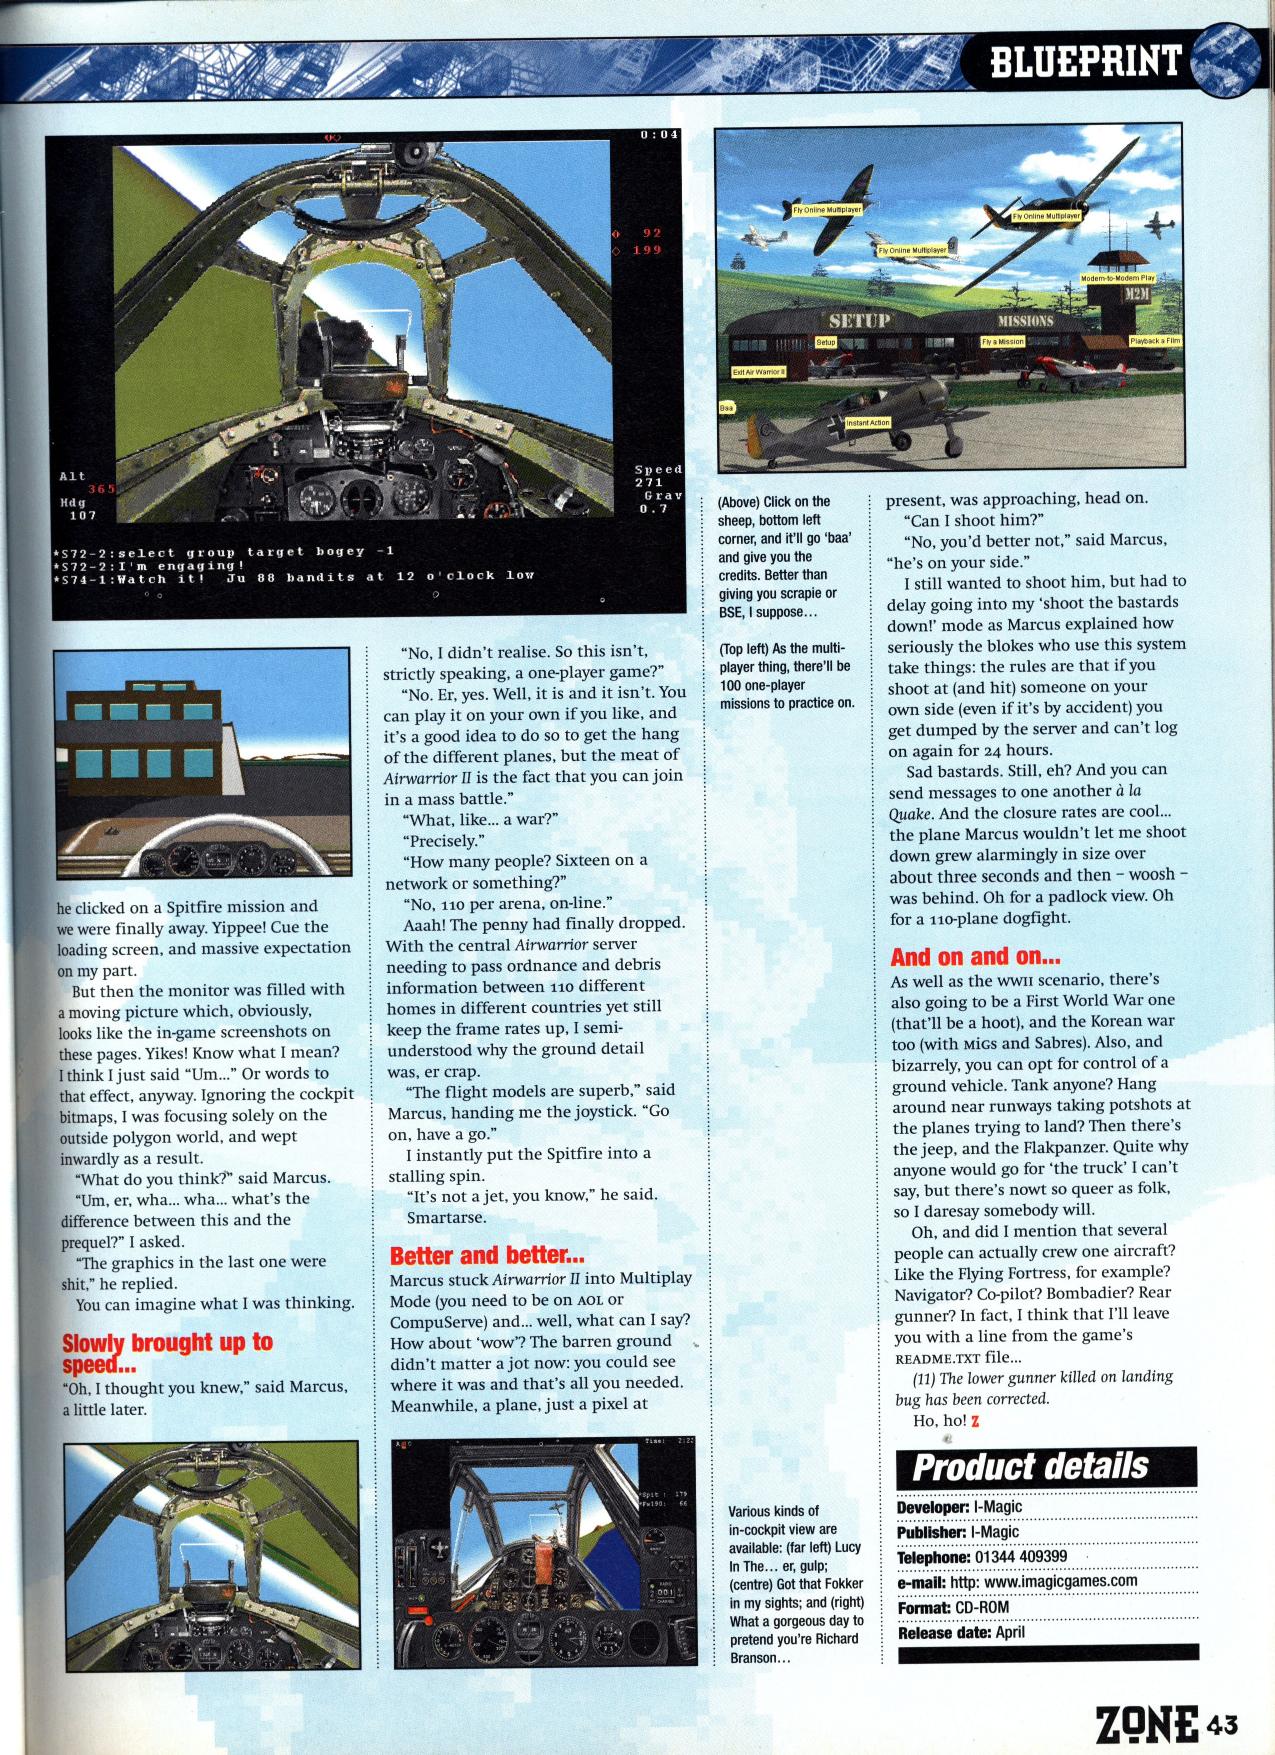 BLUEPRINT
0:04
92
199
Alt
365
Hdg
107
Speed
271
Grav
0.7
*S72-2:select group target bogey -1
*S72-2:I'm engaging!
*S74-1:Watch it! Ju 88 bandits at 12 o'clock low
Fly Online Multiplayer
Fly Online Multiplayer
Fly Online Multiplayer
Modem-to-Modem Play
M2M
SETUP
MISSIONS
Setup
Fly a Mission
Playback a Film
Exit Air Warrior II
Baa
Instant Action
he clicked on a Spitfire mission and
we were finally away. Yippee! Cue the
loading screen, and massive expectation
on my part.
But then the monitor was filled with
a moving picture which, obviously,
looks like the in-game screenshots on
these pages. Yikes! Know what I mean?
I think I just said “Um...” Or words to
that effect, anyway. Ignoring the cockpit
bitmaps, I was focusing solely on the
outside polygon world, and wept
inwardly as a result.
“What do you think?” said Marcus.
“Um, er, wha... wha... what's the
difference between this and the
prequel?” I asked.
“The graphics in the last one were
shit,” he replied.
You can imagine what I was thinking.
Slowly brought up to
speed...
“Oh, I thought you knew,” said Marcus,
a little later.
“No, I didn't realise. So this isn't,
strictly speaking, a one-player game?”
“No. Er, yes. Well, it is and it isn't. You
can play it on your own if you like, and
it's a good idea to do so to get the hang
of the different planes, but the meat of
Airwarrior II is the fact that you can join
in a mass battle.”
“What, like... a war?”
“Precisely.”
“How many people? Sixteen on a
network or something?”
“No, 110 per arena, on-line.”
Aaah! The penny had finally dropped.
With the central Airwarrior server
needing to pass ordnance and debris
information between 110 different
homes in different countries yet still
keep the frame rates up, I semi-
understood why the ground detail
was, er crap.
“The flight models are superb,” said
Marcus, handing me the joystick. “Go
on, have a go.”
I instantly put the Spitfire into a
stalling spin.
“It's not a jet, you know,” he said.
Smartarse.
Better and better...
Marcus stuck Airwarrior II into Multiplay
Mode (you need to be on AOL or
CompuServe) and... well, what can I say?
How about ‘wow’? The barren ground
didn't matter a jot now: you could see
where it was and that's all you needed.
Meanwhile, a plane, just a pixel at
(Above) Click on the
sheep, bottom left
corner, and it'll go ‘baa’
and give you the
credits. Better than
giving you scrapie or
BSE, I suppose...
(Top left) As the multi-
player thing, there'll be
100 one-player
missions to practice on.
present, was approaching, head on.
“Can I shoot him?”
“No, you'd better not,” said Marcus,
“he's on your side.”
I still wanted to shoot him, but had to
delay going into my ‘shoot the bastards
down!’ mode as Marcus explained how
seriously the blokes who use this system
take things: the rules are that if you
shoot at (and hit) someone on your
own side (even if it's by accident) you
get dumped by the server and can't log
on again for 24 hours.
Sad bastards. Still, eh? And you can
send messages to one another à la
Quake. And the closure rates are cool...
the plane Marcus wouldn't let me shoot
down grew alarmingly in size over
about three seconds and then – woosh –
was behind. Oh for a padlock view. Oh
for a 110-plane dogfight.
And on and on...
As well as the WWII scenario, there's
also going to be a First World War one
(that'll be a hoot), and the Korean war
too (with MIGs and Sabres). Also, and
bizarrely, you can opt for control of a
ground vehicle. Tank anyone? Hang
around near runways taking potshots at
the planes trying to land? Then there's
the jeep, and the Flakpanzer. Quite why
anyone would go for ‘the truck’ I can't
say, but there's nowt so queer as folk,
so I daresay somebody will.
Oh, and did I mention that several
people can actually crew one aircraft?
Like the Flying Fortress, for example?
Navigator? Co-pilot? Bombadier? Rear
gunner? In fact, I think that I'll leave
you with a line from the game's
README.TXT file...
(11) The lower gunner killed on landing
bug has been corrected.
Ho, ho! Z
Time: 2:22
*Spit : 179
*Fw190: 66
Various kinds of
in-cockpit view are
available: (far left) Lucy
In The... er, gulp;
(centre) Got that Fokker
in my sights; and (right)
What a gorgeous day to
pretend you're Richard
Branson...
Product details
Developer: I-Magic
Publisher: I-Magic
Telephone: 01344 409399
e-mail: http: www.imagicgames.com
Format: CD-ROM
Release date: April
ZONE 43